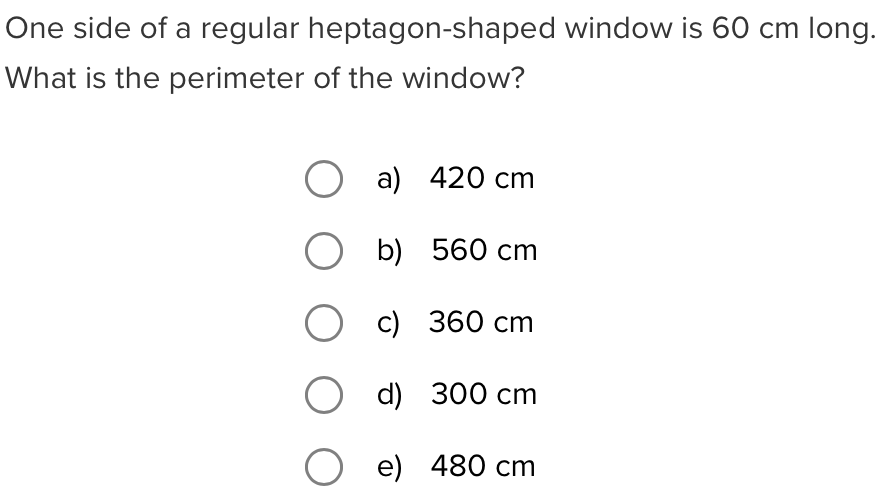 One side of a regular heptagon-shaped window is 60 cm long.
What is the perimeter of the window?
a) 420 cm
b) 560 cm
c) 360 cm
d) 300 cm
e) 480 cm